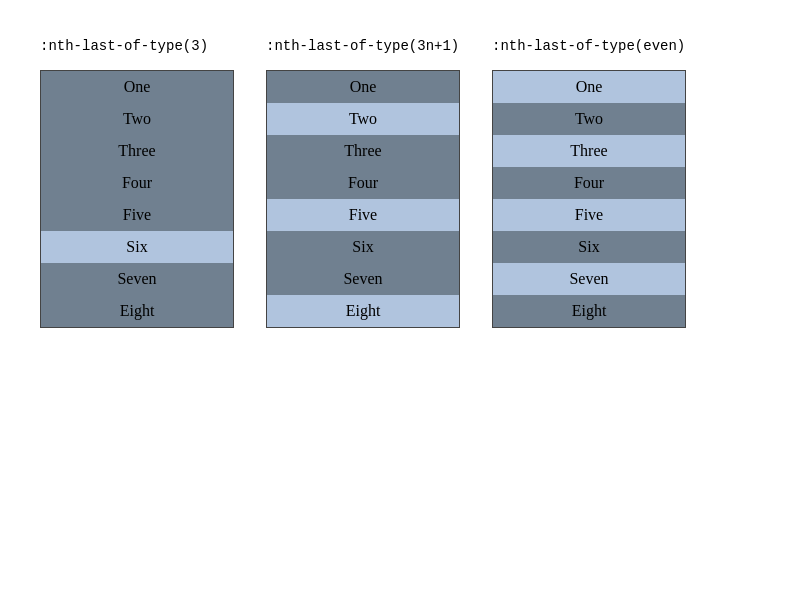 :nth-last-of-type(3)
One
Two
Three
Four
Five
Six
Seven
Eight
:nth-last-of-type(3n+1)
One
Two
Three
Four
Five
Six
Seven
Eight
:nth-last-of-type(even)
One
Two
Three
Four
Five
Six
Seven
Eight